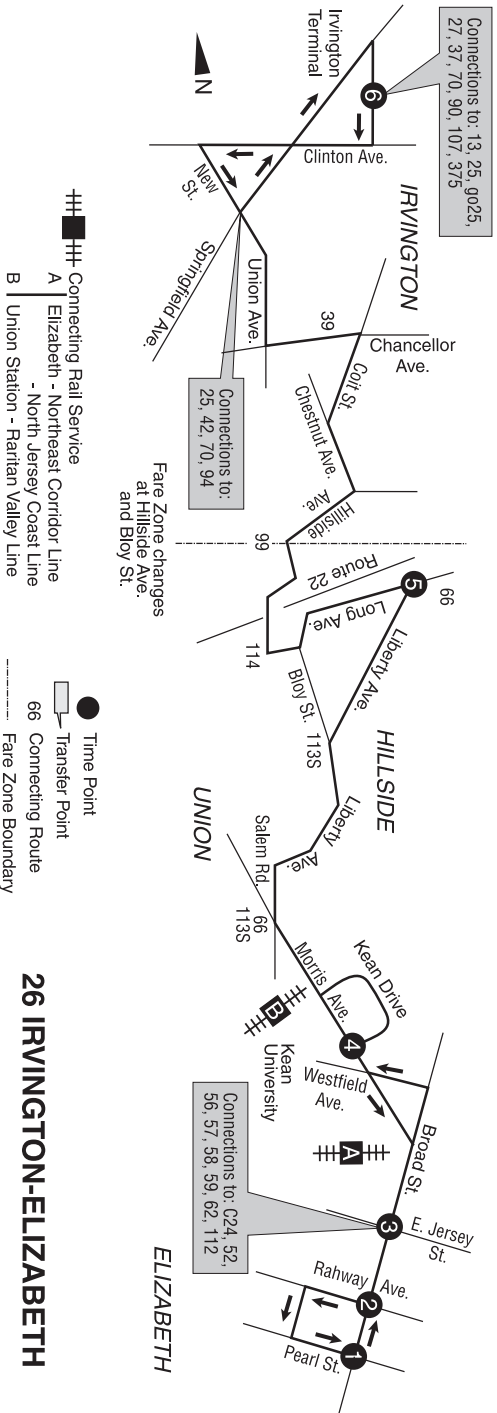 Connections to: 13, 25, go25,
27, 37, 70, 90, 107, 375
Irvington
Terminal
6
N
Clinton Ave.
New
St.
IRVINGTON
Springfield Ave.
Union Ave.
39
Chancellor
Ave.
Coit St.
Chestnut Ave.
Connections to:
25, 42, 70, 94
Hillside
Ave.
Fare Zone changes
at Hillside Ave.
and Bloy St.
99
Route 22
5
66
Long Ave.
Liberty Ave.
114
Bloy St.
113S
HILLSIDE
UNION
Liberty
Ave.
Salem Rd.
66
113S
Morris
Ave.
Kean Drive
4
B
Kean
University
Westfield
Ave.
A
Broad St.
Connections to: C24, 52,
56, 57, 58, 59, 62, 112
3
E. Jersey
St.
Rahway Ave.
2
1
Pearl St.
ELIZABETH
Connecting Rail Service
A Elizabeth - Northeast Corridor Line
- North Jersey Coast Line
B Union Station - Raritan Valley Line
Time Point
Transfer Point
66 Connecting Route
Fare Zone Boundary
26 IRVINGTON-ELIZABETH